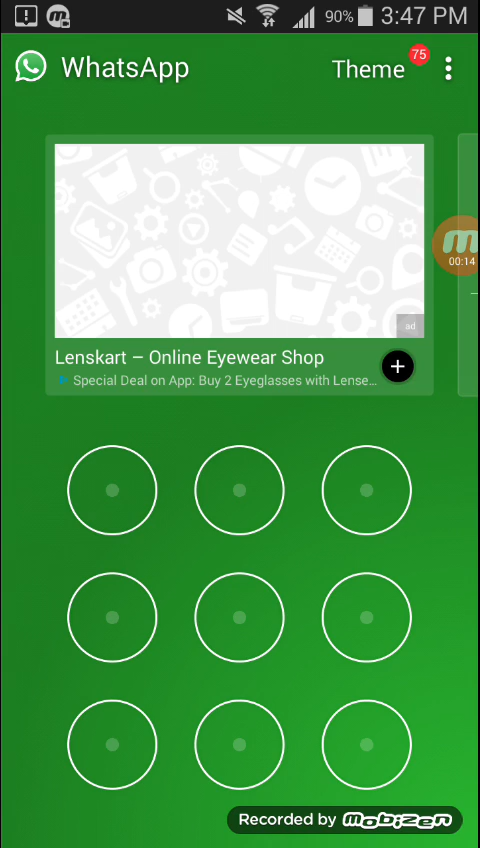 90% 3:47 PM
WhatsApp
Theme
75
00:14
ad
Lenskart – Online Eyewear Shop
Special Deal on App: Buy 2 Eyeglasses with Lense...
Recorded by Mobizen